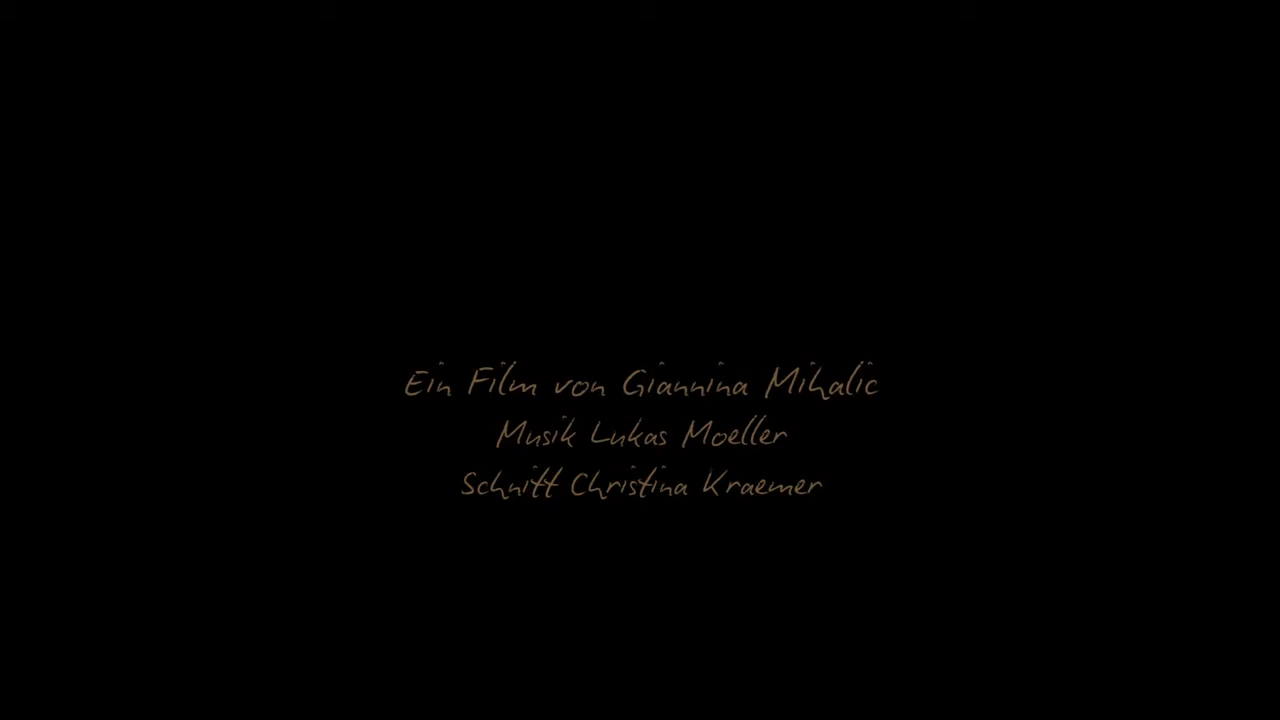 Ein Film von Giannina Mihalic
Musik Lukas Moeller
Schnitt Christina Kraemer